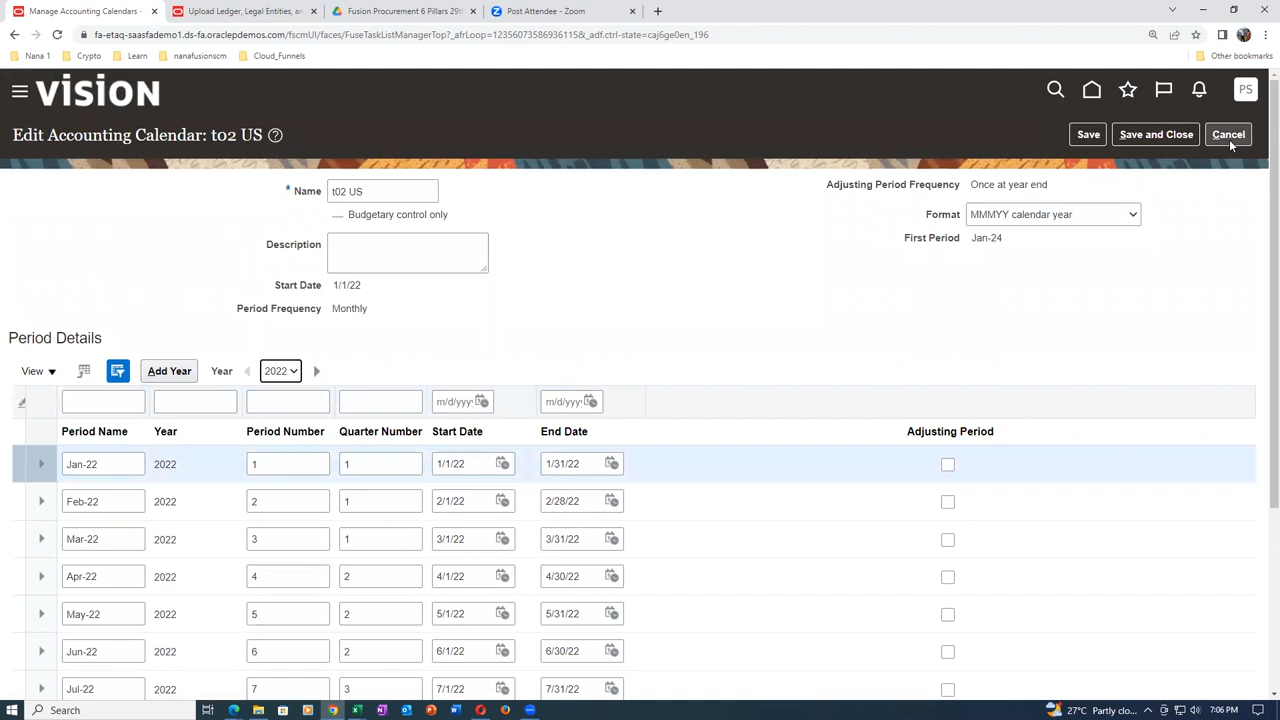 Manage Accounting Calendars -
Upload Ledger, Legal Entities, an
Fusion Procurement 6 Pillars 29th
Post Attendee - Zoom
fa-etaq-saasfademo1.ds-fa.oraclepdemos.com/fscmUI/faces/FuseTaskListManagerTop?_afrLoop=12356073586936115&_adf.ctrl-state=caj6ge0en_196
Nana 1
Crypto
Learn
nanafusionscm
Cloud_Funnels
Other bookmarks
VISION
PS
Edit Accounting Calendar: t02 US
Save
Save and Close
Cancel
* Name t02 US
Budgetary control only
Description
Start Date 1/1/22
Period Frequency Monthly
Adjusting Period Frequency Once at year end
Format MMMYY calendar year
First Period Jan-24
Period Details
View Add Year Year 2022
m/d/yyy m/d/yyy
Period Name Year Period Number Quarter Number Start Date End Date Adjusting Period
Jan-22 2022 1 1 1/1/22 1/31/22
Feb-22 2022 2 1 2/1/22 2/28/22
Mar-22 2022 3 1 3/1/22 3/31/22
Apr-22 2022 4 2 4/1/22 4/30/22
May-22 2022 5 2 5/1/22 5/31/22
Jun-22 2022 6 2 6/1/22 6/30/22
Jul-22 2022 7 3 7/1/22 7/31/22
Search
27°C Partly clo...
7:06 PM